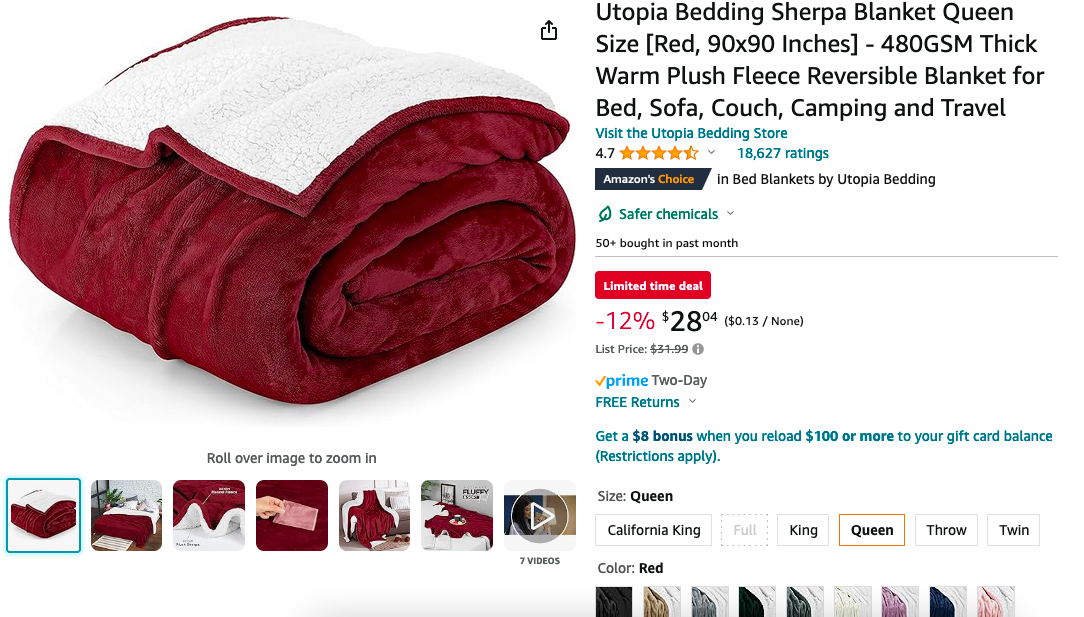 Utopia Bedding Sherpa Blanket Queen
Size [Red, 90x90 Inches] - 480GSM Thick
Warm Plush Fleece Reversible Blanket for
Bed, Sofa, Couch, Camping and Travel
Visit the Utopia Bedding Store
4.7 18,627 ratings
Amazon's Choice in Bed Blankets by Utopia Bedding
Safer chemicals
50+ bought in past month
Limited time deal
-12% $2804 ($0.13 / None)
List Price: $31.99
prime Two-Day
FREE Returns
Get a $8 bonus when you reload $100 or more to your gift card balance
(Restrictions apply).
Size: Queen
California King Full King Queen Throw Twin
Color: Red
Roll over image to zoom in
FLUFFY
7 VIDEOS